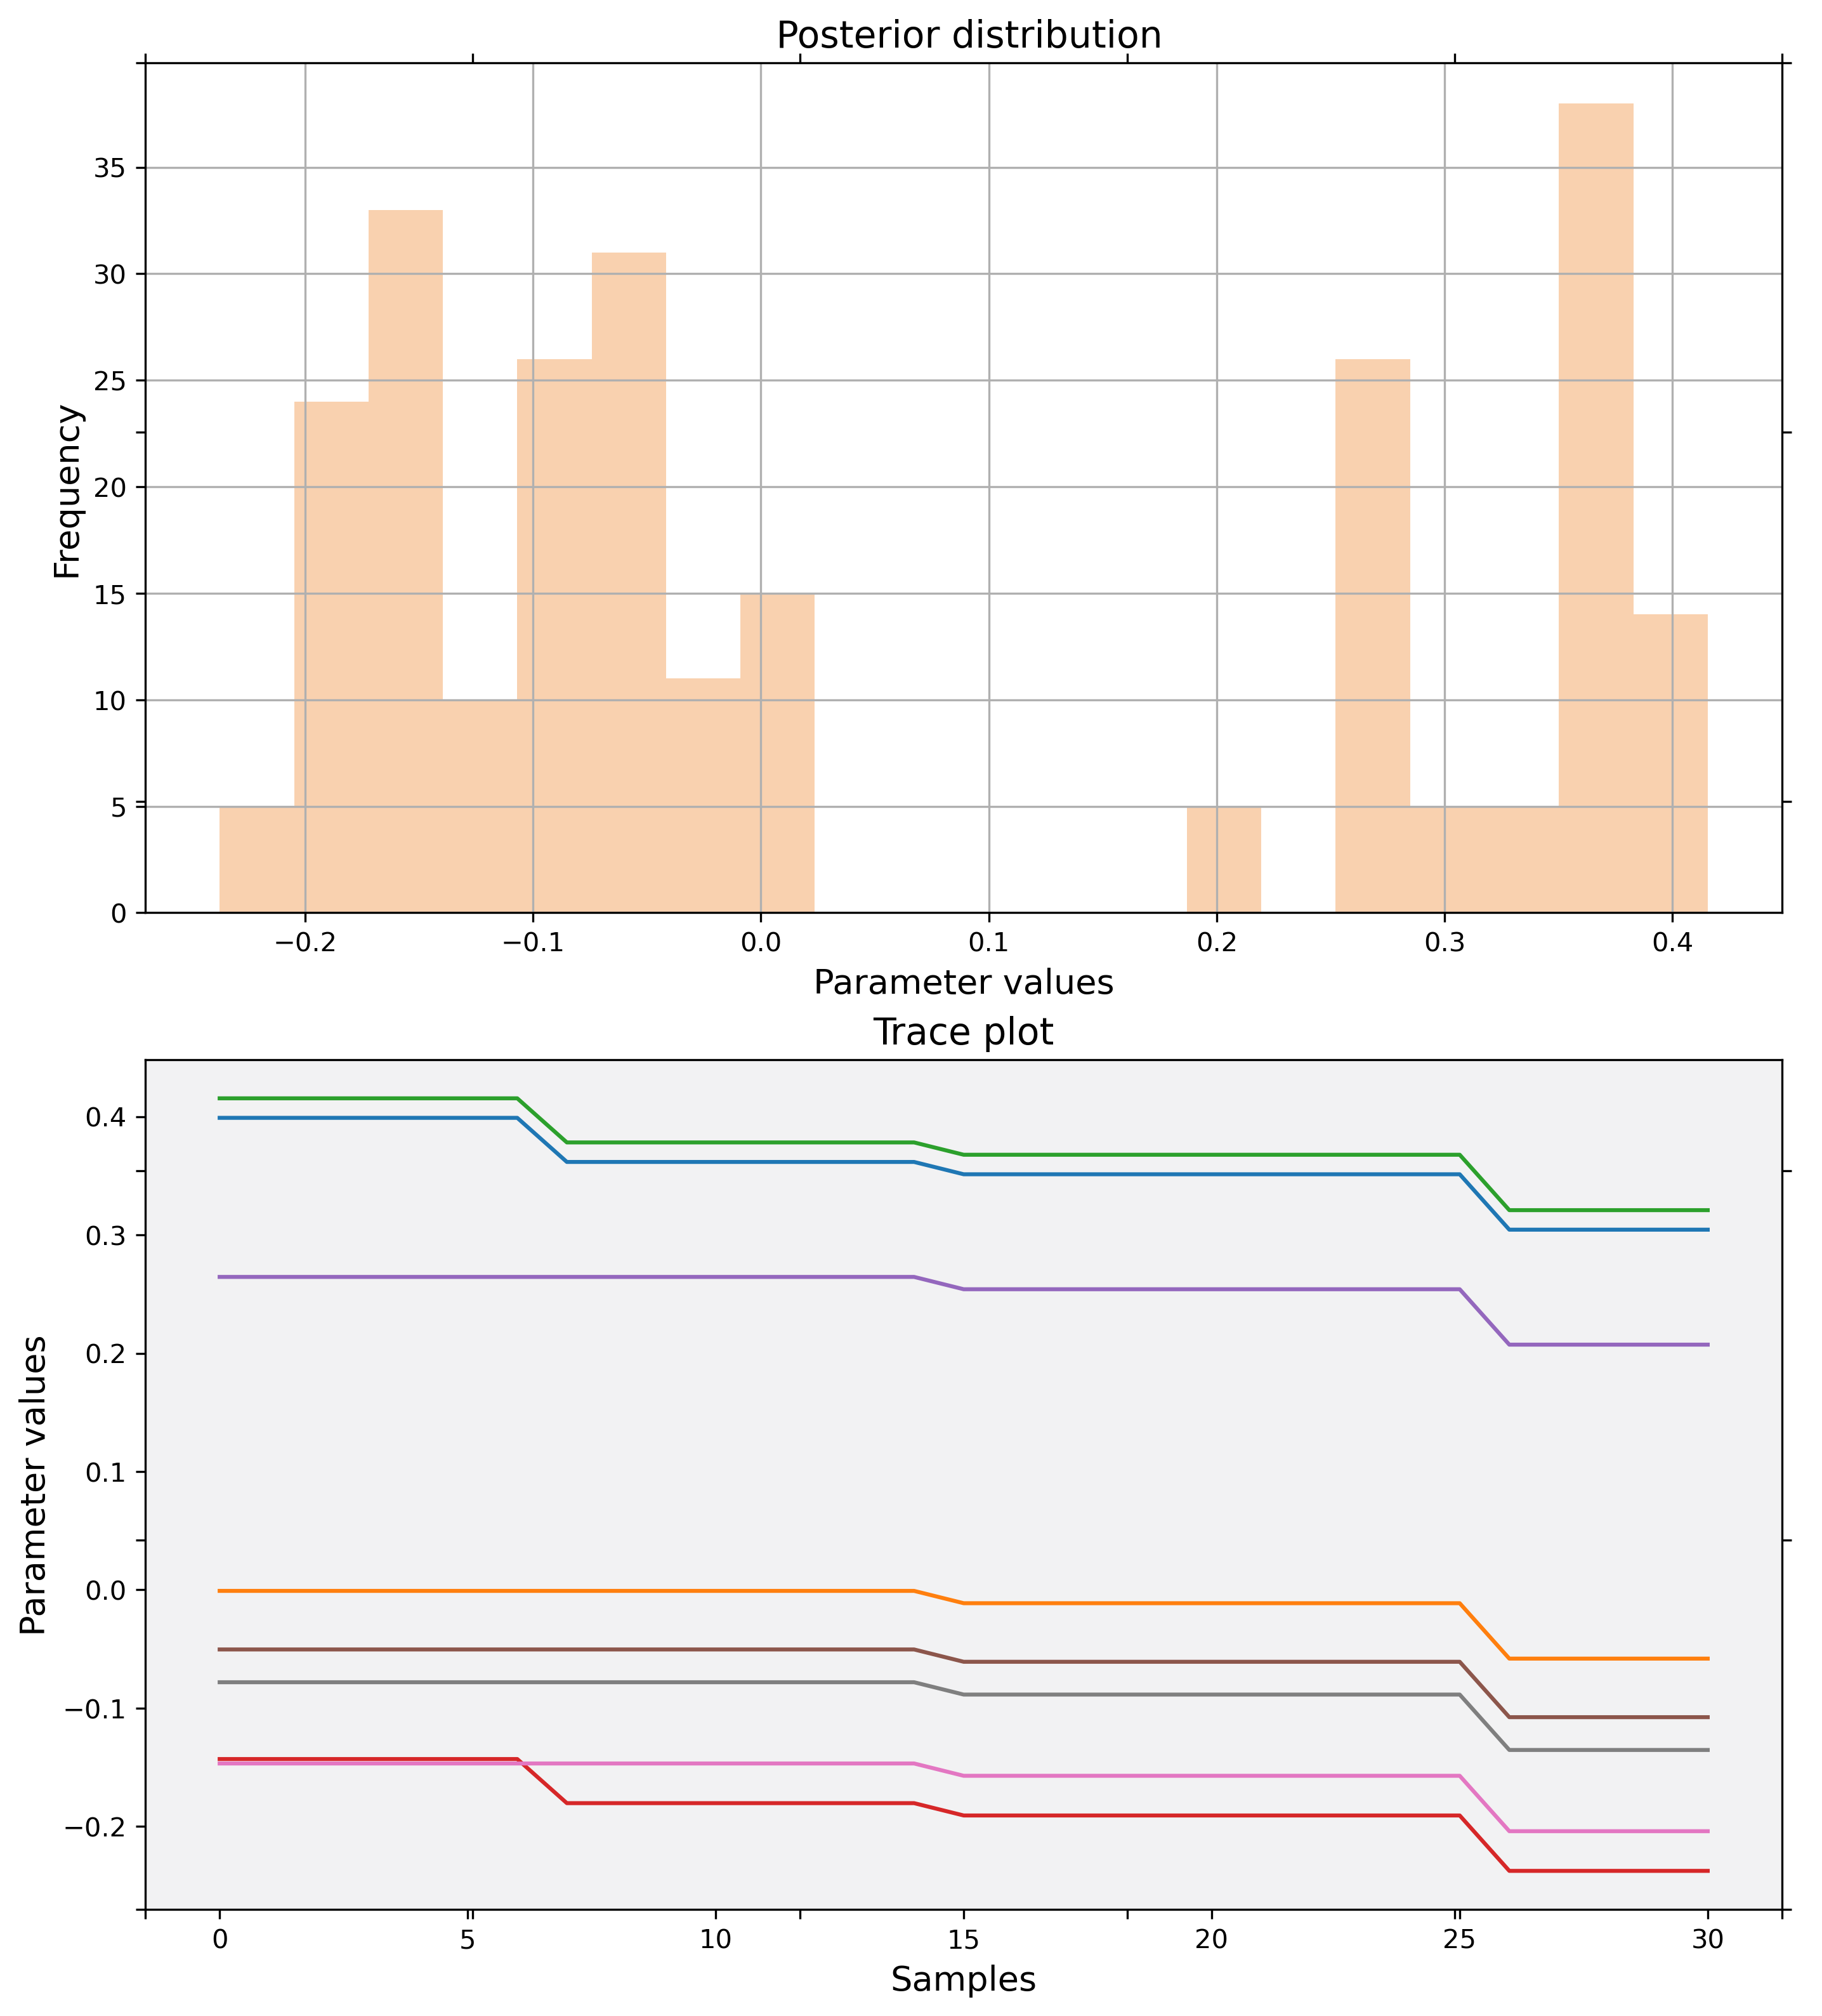 Posterior distribution
Frequency
35
30
25
20
15
10
5
0
−0.2 −0.1 0.0 0.1 0.2 0.3 0.4
Parameter values
Trace plot
Parameter values
0.4
0.3
0.2
0.1
0.0
−0.1
−0.2
0 5 10 15 20 25 30
Samples